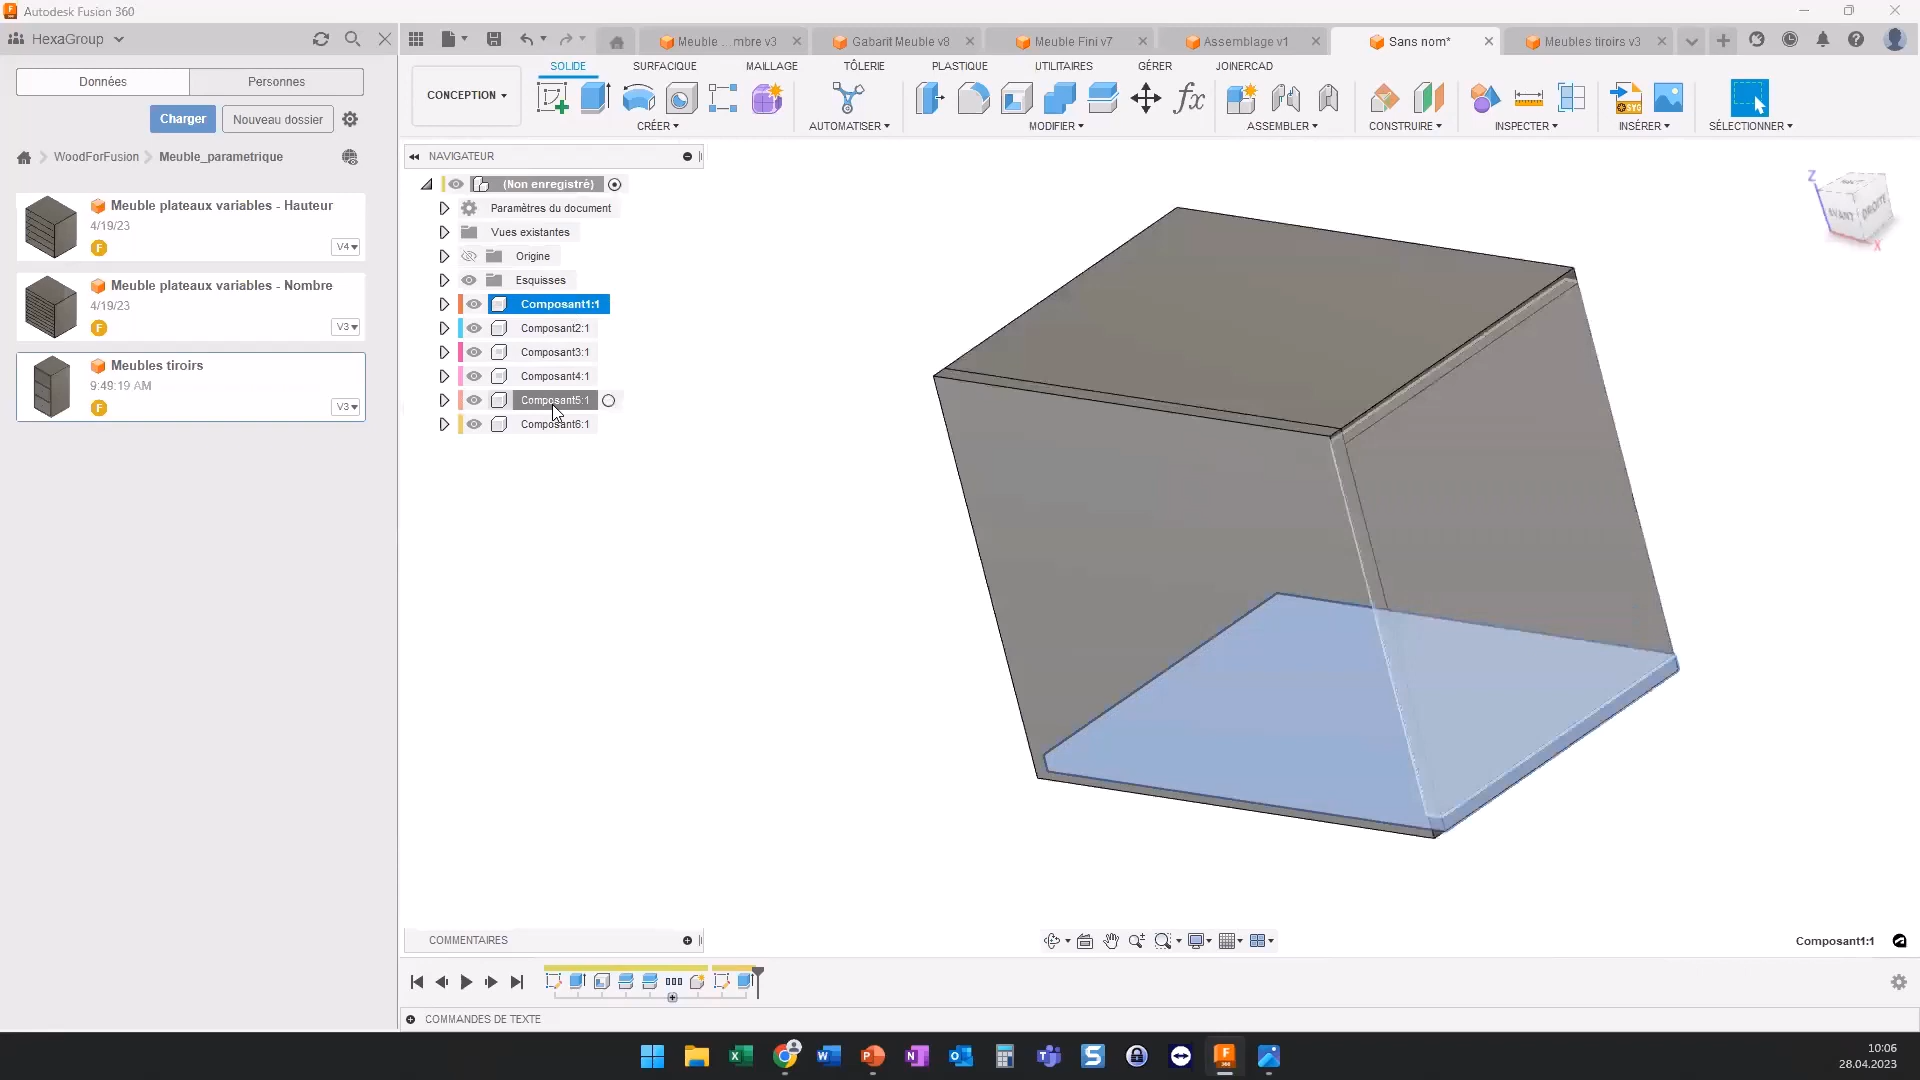 Autodesk Fusion 360
HexaGroup
Meuble ...mbre v3
Gabarit Meuble v8
Meuble Fini v7
Assemblage v1
Sans nom*
Meubles tiroirs v3
Données
Personnes
Charger
Nouveau dossier
WoodForFusion
Meuble_parametrique
Meuble plateaux variables - Hauteur
4/19/23
F
V4
Meuble plateaux variables - Nombre
4/19/23
F
V3
Meubles tiroirs
9:49:19 AM
F
V3
CONCEPTION
SOLIDE
SURFACIQUE
MAILLAGE
TÔLERIE
PLASTIQUE
UTILITAIRES
GÉRER
JOINERCAD
CRÉER
AUTOMATISER
MODIFIER
ASSEMBLER
CONSTRUIRE
INSPECTER
INSÉRER
SÉLECTIONNER
NAVIGATEUR
(Non enregistré)
Paramètres du document
Vues existantes
Origine
Esquisses
Composant1:1
Composant2:1
Composant3:1
Composant4:1
Composant5:1
Composant6:1
Z
AVANT
DROITE
X
COMMENTAIRES
Composant1:1
COMMANDES DE TEXTE
10:06
28.04.2023